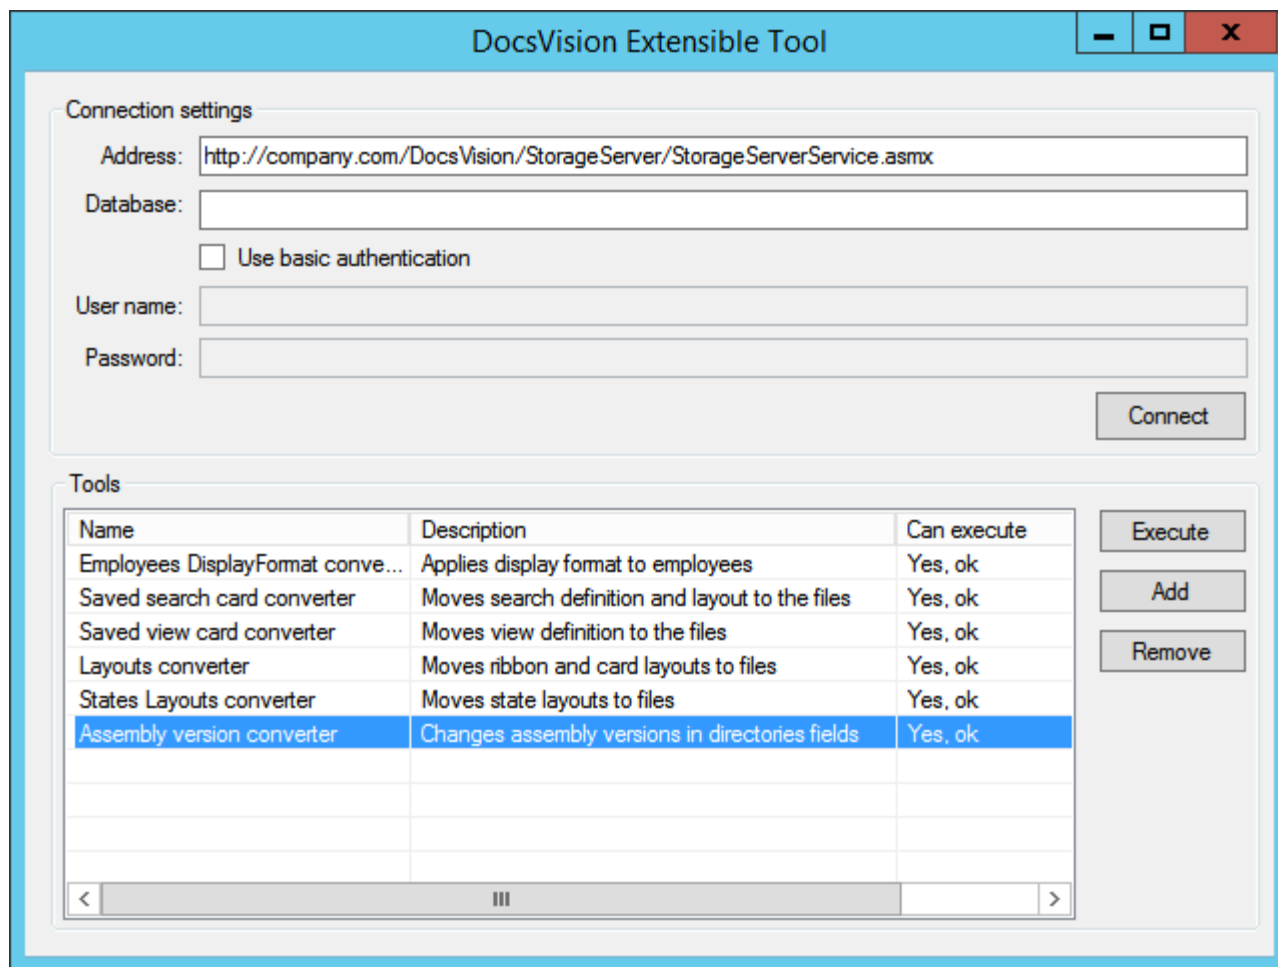 DocsVision Extensible Tool
Connection settings
Address: http://company.com/DocsVision/StorageServer/StorageServerService.asmx
Database:
Use basic authentication
User name:
Password:
Connect
Tools
Name Description Can execute
Employees DisplayFormat conve... Applies display format to employees Yes, ok
Saved search card converter Moves search definition and layout to the files Yes, ok
Saved view card converter Moves view definition to the files Yes, ok
Layouts converter Moves ribbon and card layouts to files Yes, ok
States Layouts converter Moves state layouts to files Yes, ok
Assembly version converter Changes assembly versions in directories fields Yes, ok
Execute
Add
Remove